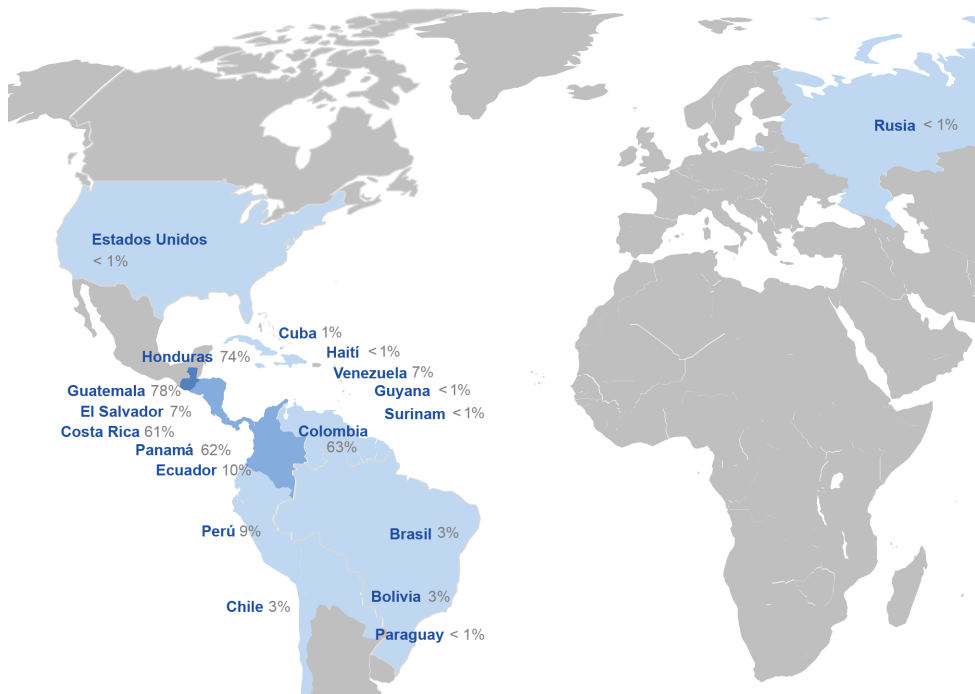 Rusia < 1%
Estados Unidos
< 1%
Cuba 1%
Haití < 1%
Honduras 74%
Venezuela 7%
Guatemala 78%
Guyana < 1%
El Salvador 7%
Surinam < 1%
Costa Rica 61%
Colombia
63%
Panamá 62%
Ecuador 10%
Perú 9%
Brasil 3%
Bolivia 3%
Chile 3%
Paraguay < 1%